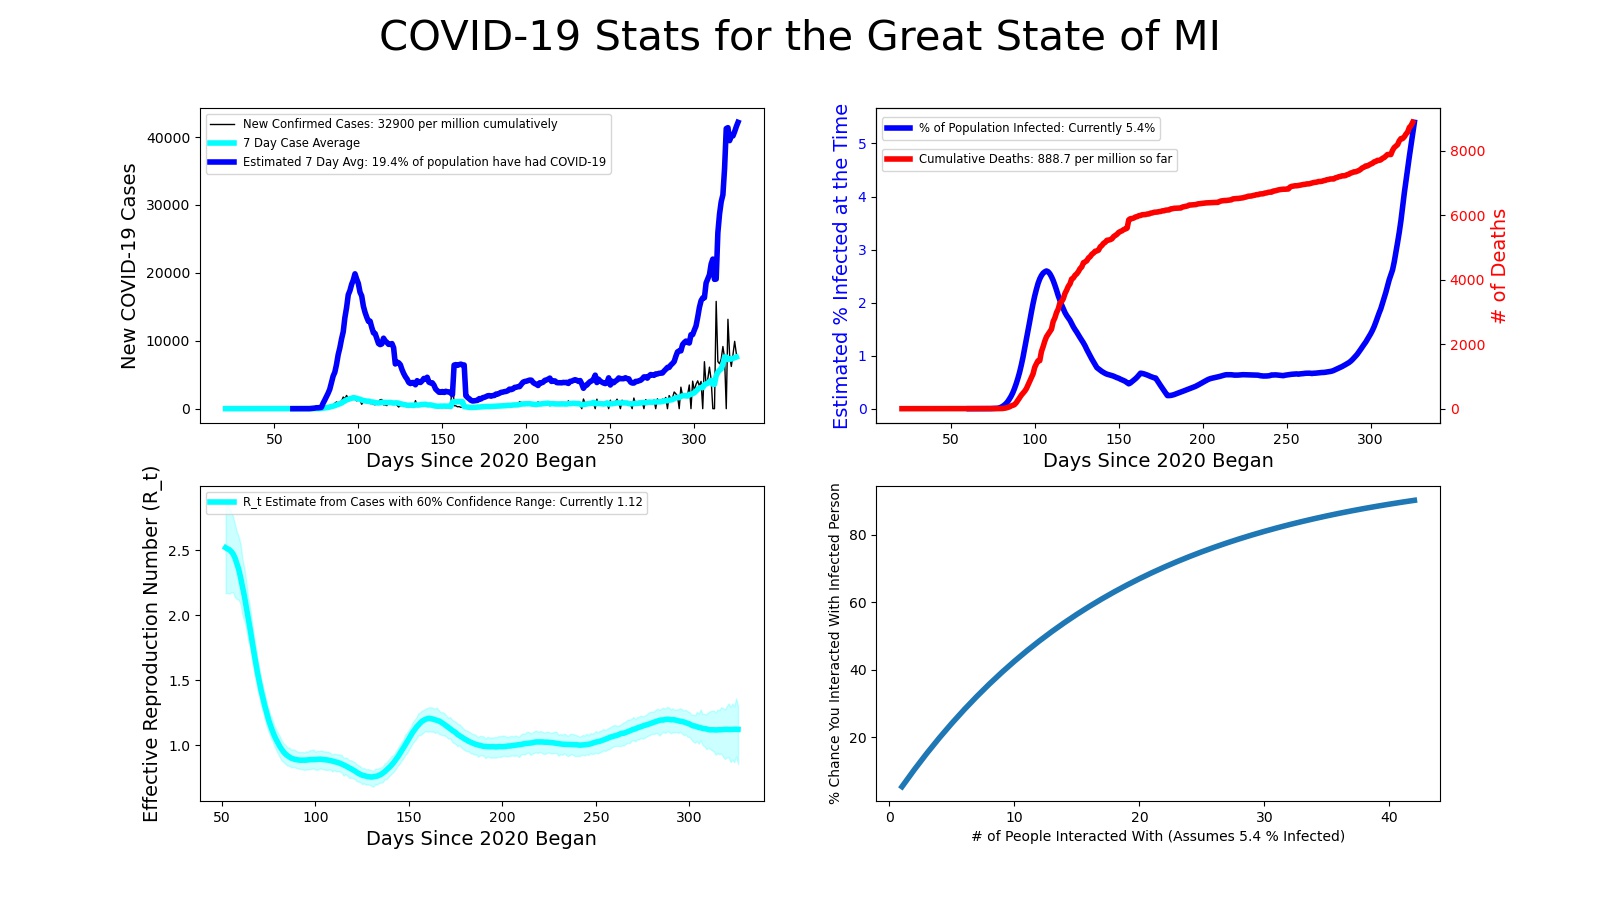 COVID-19 Stats for the Great State of MI
New COVID-19 Cases
40000
30000
20000
10000
0
New Confirmed Cases: 32900 per million cumulatively
7 Day Case Average
Estimated 7 Day Avg: 19.4% of population have had COVID-19
50 100 150 200 250 300
Days Since 2020 Began
Estimated % Infected at the Time
5
4
3
2
1
0
% of Population Infected: Currently 5.4%
Cumulative Deaths: 888.7 per million so far
8000
6000
4000
2000
0
# of Deaths
50 100 150 200 250 300
Days Since 2020 Began
Effective Reproduction Number (R_t)
2.5
2.0
1.5
1.0
R_t Estimate from Cases with 60% Confidence Range: Currently 1.12
50 100 150 200 250 300
Days Since 2020 Began
% Chance You Interacted With Infected Person
80
60
40
20
0 10 20 30 40
# of People Interacted With (Assumes 5.4 % Infected)